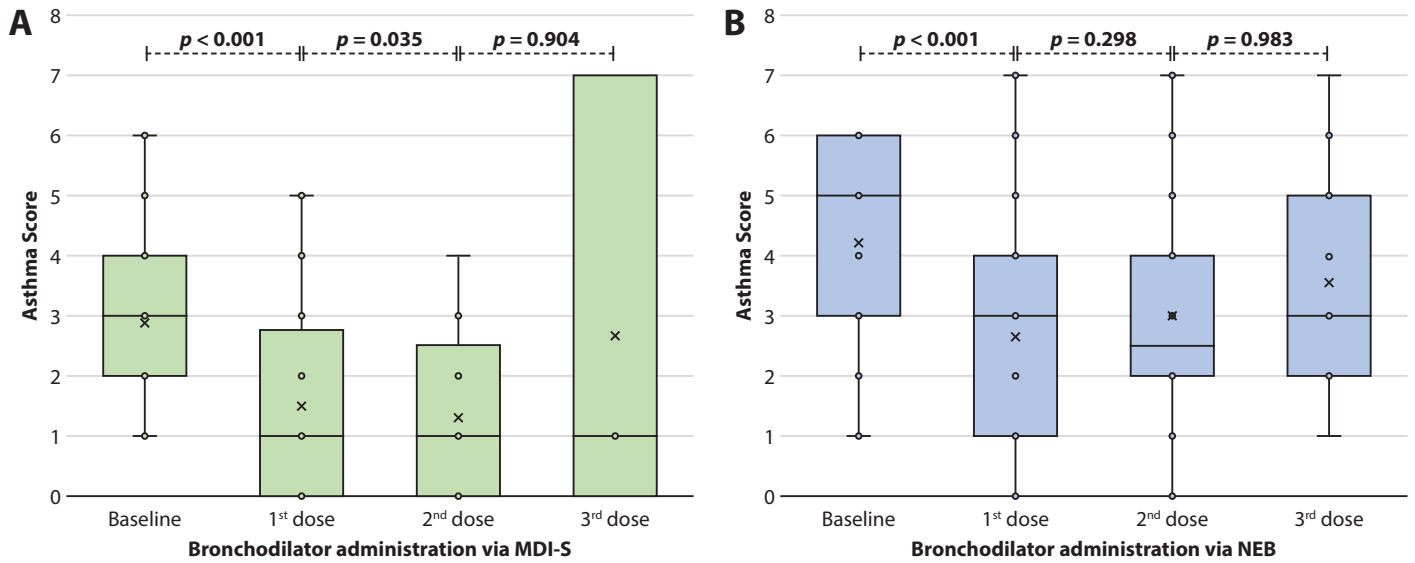 A
8
7
6
5
4
3
2
1
0
Asthma Score
p < 0.001
p = 0.035
p = 0.904
Baseline
1st dose
2nd dose
3rd dose
Bronchodilator administration via MDI-S
B
8
7
6
5
4
3
2
1
0
Asthma Score
p < 0.001
p = 0.298
p = 0.983
Baseline
1st dose
2nd dose
3rd dose
Bronchodilator administration via NEB